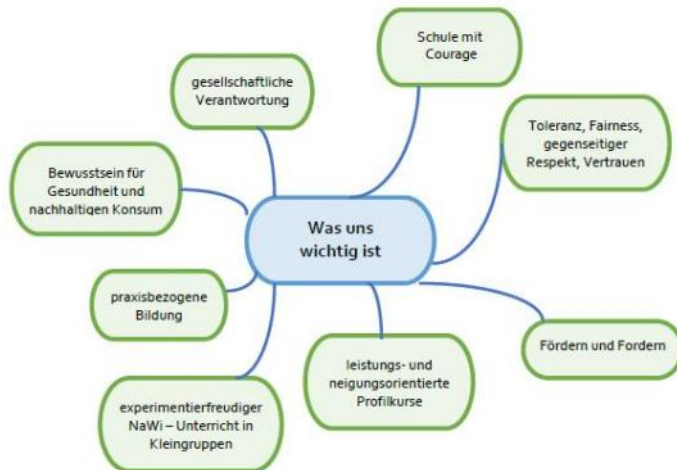 Schule mit
Courage
gesellschaftliche
Verantwortung
Toleranz, Fairness,
gegenseitiger
Respekt, Vertrauen
Bewusstsein für
Gesundheit und
nachhaltigen Konsum
Was uns
wichtig ist
praxisbezogene
Bildung
Fördern und Fordern
leistungs- und
neigungsorientierte
Profilkurse
experimentierfreudiger
NaWi – Unterricht in
Kleingruppen